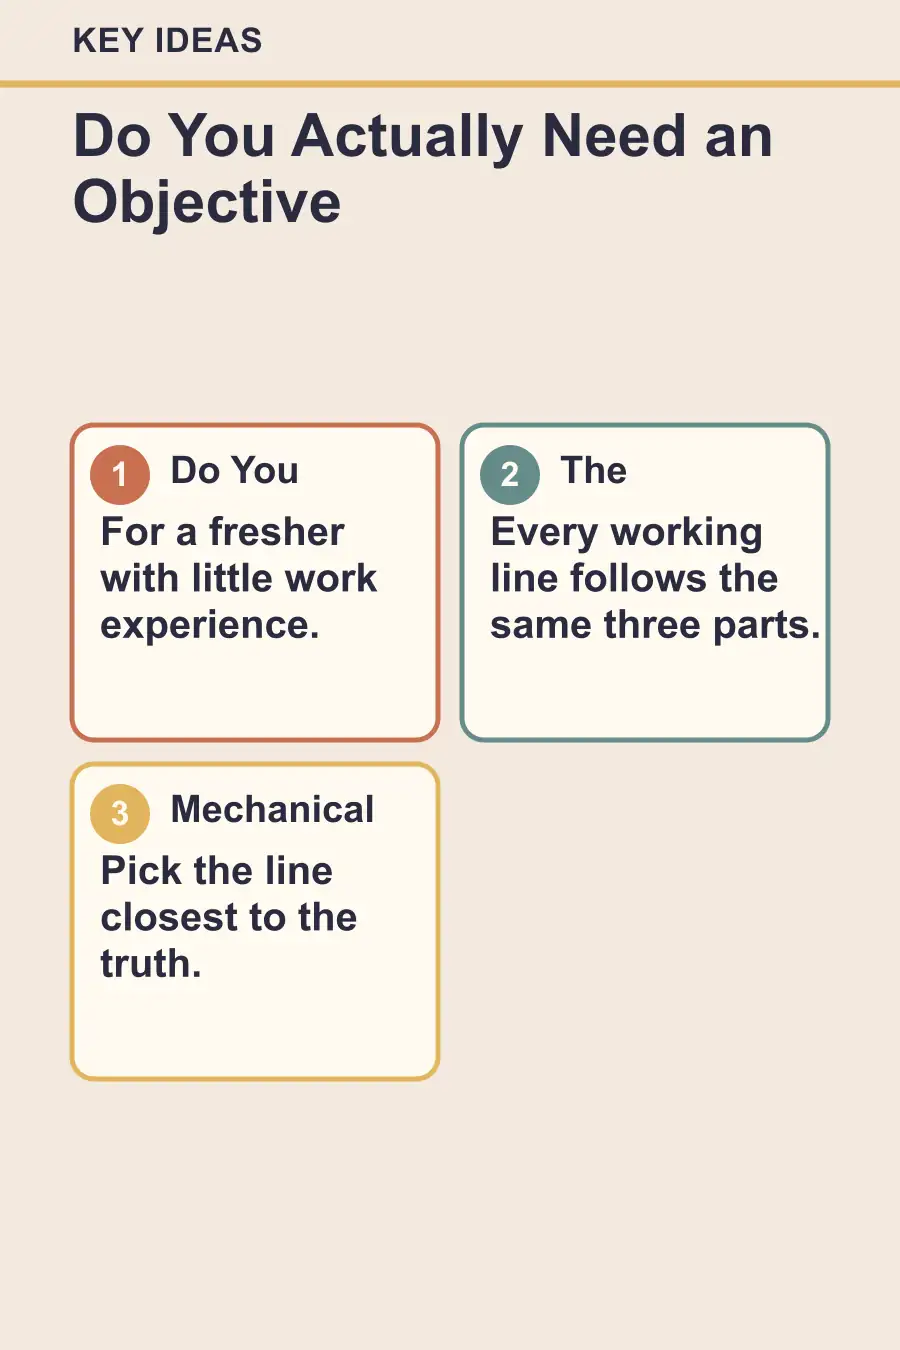 KEY IDEAS
Do You Actually Need an
Objective
1 Do You
For a fresher
with little work
experience.
2 The
Every working
line follows the
same three parts.
3 Mechanical
Pick the line
closest to the
truth.